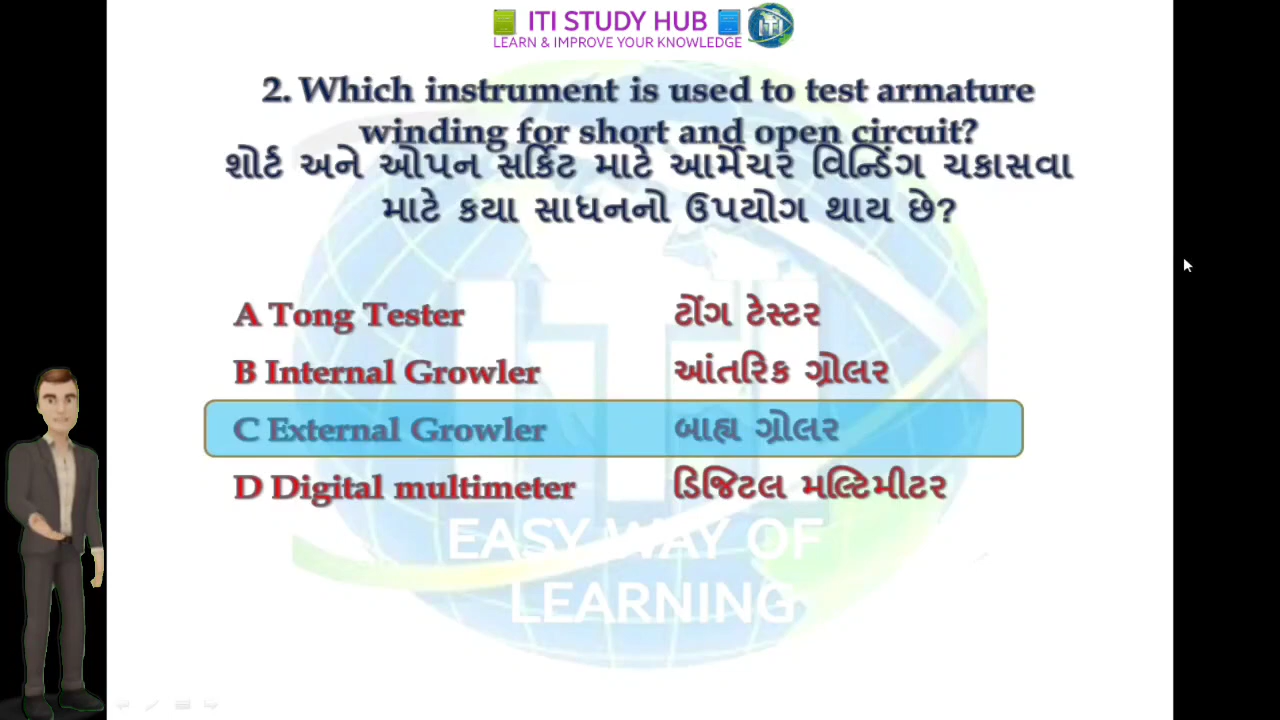 ITI STUDY HUB
LEARN & IMPROVE YOUR KNOWLEDGE
ITI
2. Which instrument is used to test armature
winding for short and open circuit?
શોર્ટ અને ઓપન સર્કિટ માટે આર્મેચર વિન્ડિંગ ચકાસવા
માટે કયા સાધનનો ઉપયોગ થાય છે?
A Tong Tester ટોંગ ટેસ્ટર
B Internal Growler આંતરિક ગ્રોલર
C External Growler બાહ્ય ગ્રોલર
D Digital multimeter ડિજિટલ મલ્ટિમીટર
ITI
EASY WAY OF
LEARNING